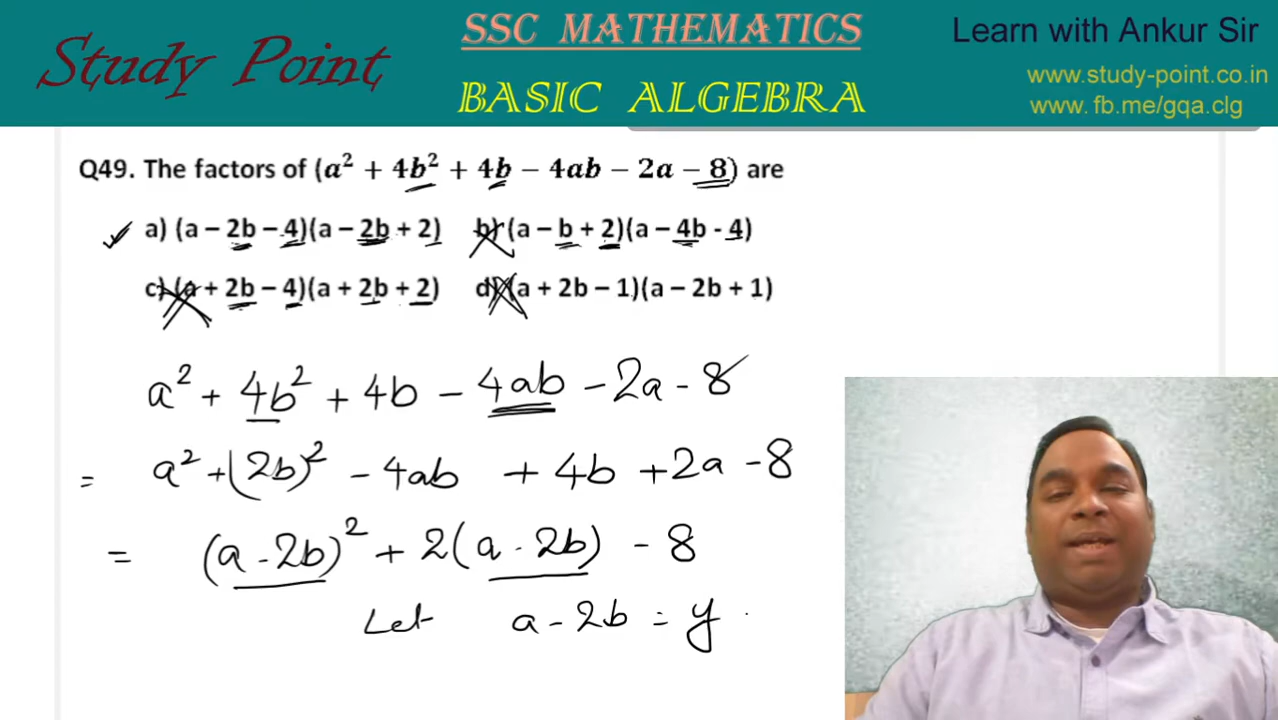 Study Point
SSC MATHEMATICS
BASIC ALGEBRA
Learn with Ankur Sir
www.study-point.co.in
www.fb.me/gqa.clg
Q49. The factors of (a² + 4b² + 4b − 4ab − 2a − 8) are
a) (a − 2b − 4)(a − 2b + 2) b) (a − b + 2)(a − 4b - 4)
c) (a + 2b − 4)(a + 2b + 2) d) (a + 2b − 1)(a − 2b + 1)
a² + 4b² + 4b − 4ab − 2a − 8
= a² + (2b)² − 4ab + 4b + 2a − 8
= (a - 2b)² + 2(a - 2b) - 8
Let a - 2b = y